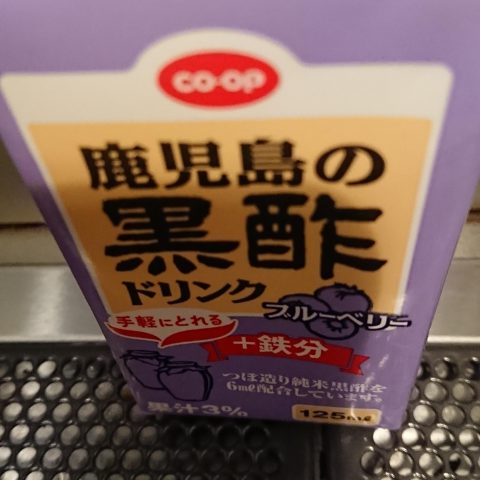 co-op
鹿児島の
黒酢
ドリンク
ブルーベリー
手軽にとれる
＋鉄分
つぼ造り純米黒酢を
6ml配合しています。
果汁3%
125ml